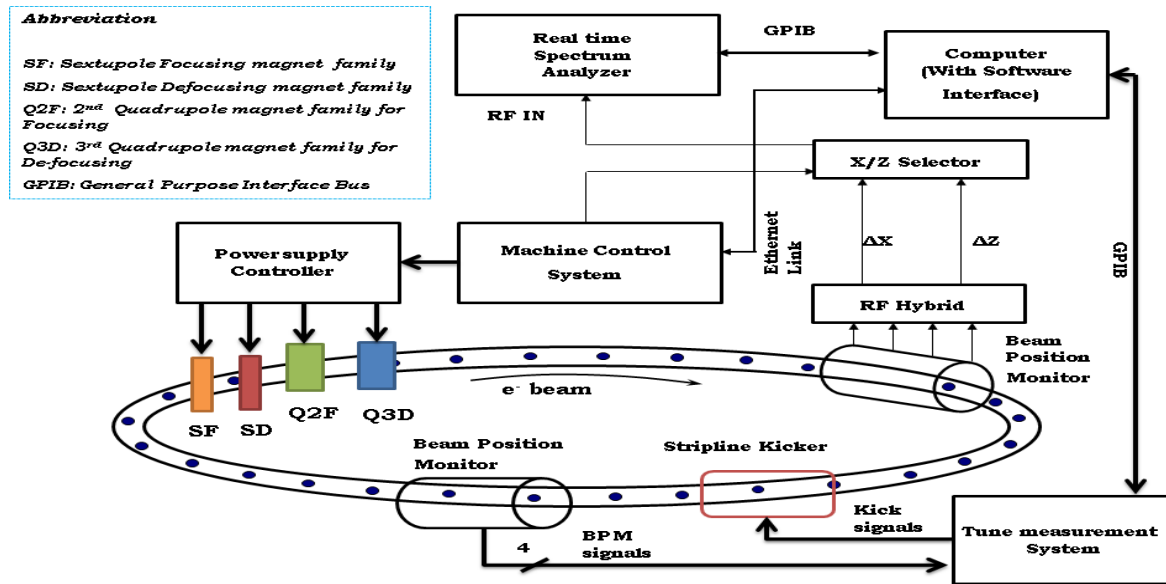 Abbreviation
SF: Sextupole Focusing magnet family
SD: Sextupole Defocusing magnet family
Q2F: 2nd Quadrupole magnet family for
Focusing
Q3D: 3rd Quadrupole magnet family for
De-focusing
GPIB: General Purpose Interface Bus
Real time
Spectrum
Analyzer
GPIB
Computer
(With Software
Interface)
RF IN
X/Z Selector
Power supply
Controller
Machine Control
System
Ethernet
Link
ΔX
ΔZ
GPIB
RF Hybrid
Beam
Position
Monitor
e- beam
SF
SD
Q2F
Q3D
Beam Position
Monitor
Stripline Kicker
4
BPM
signals
Kick
signals
Tune measurement
System